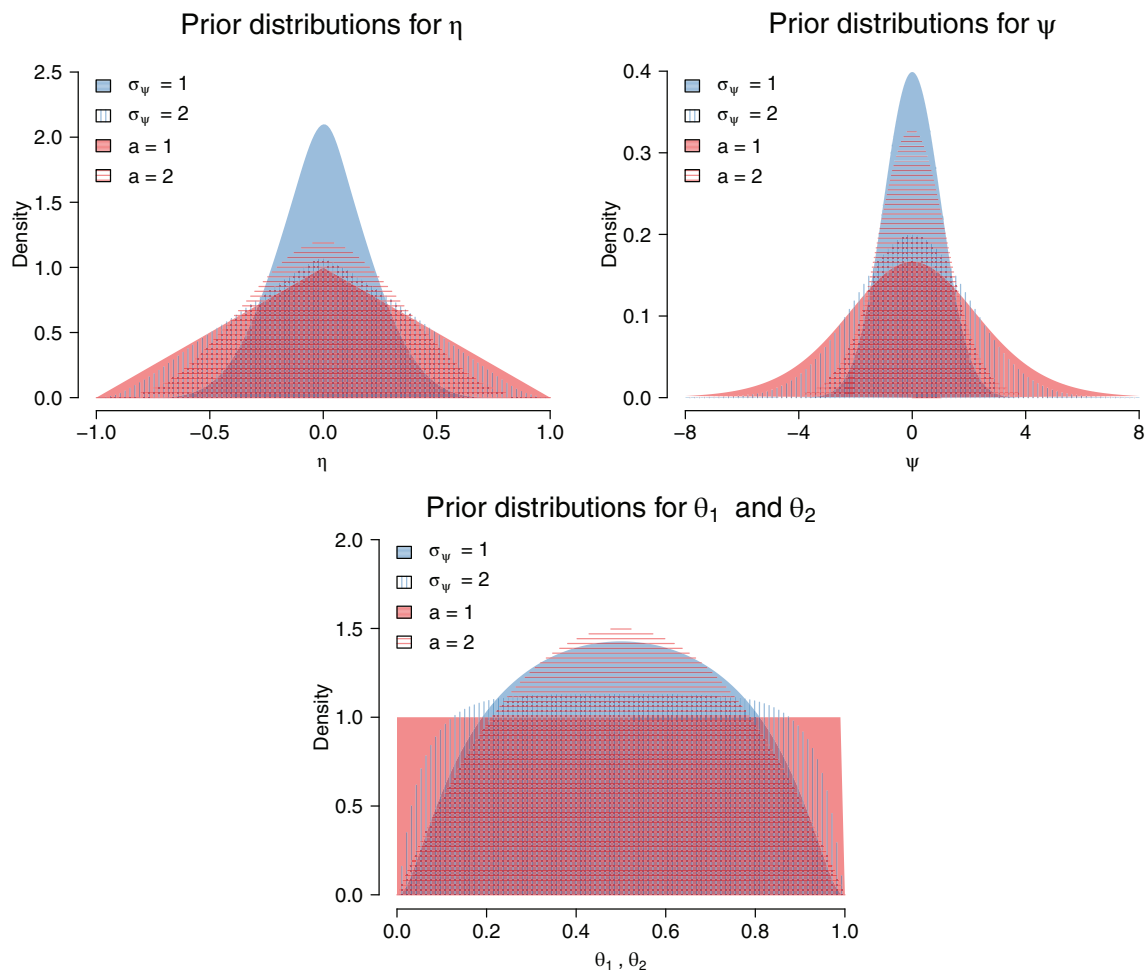 Prior distributions for η
2.5
2.0
1.5
1.0
0.5
0.0
Density
σψ = 1
σψ = 2
a = 1
a = 2
−1.0 −0.5 0.0 0.5 1.0
η
Prior distributions for ψ
0.4
0.3
0.2
0.1
0.0
Density
σψ = 1
σψ = 2
a = 1
a = 2
−8 −4 0 4 8
ψ
Prior distributions for θ1 and θ2
2.0
1.5
1.0
0.5
0.0
Density
σψ = 1
σψ = 2
a = 1
a = 2
0.0 0.2 0.4 0.6 0.8 1.0
θ1 , θ2